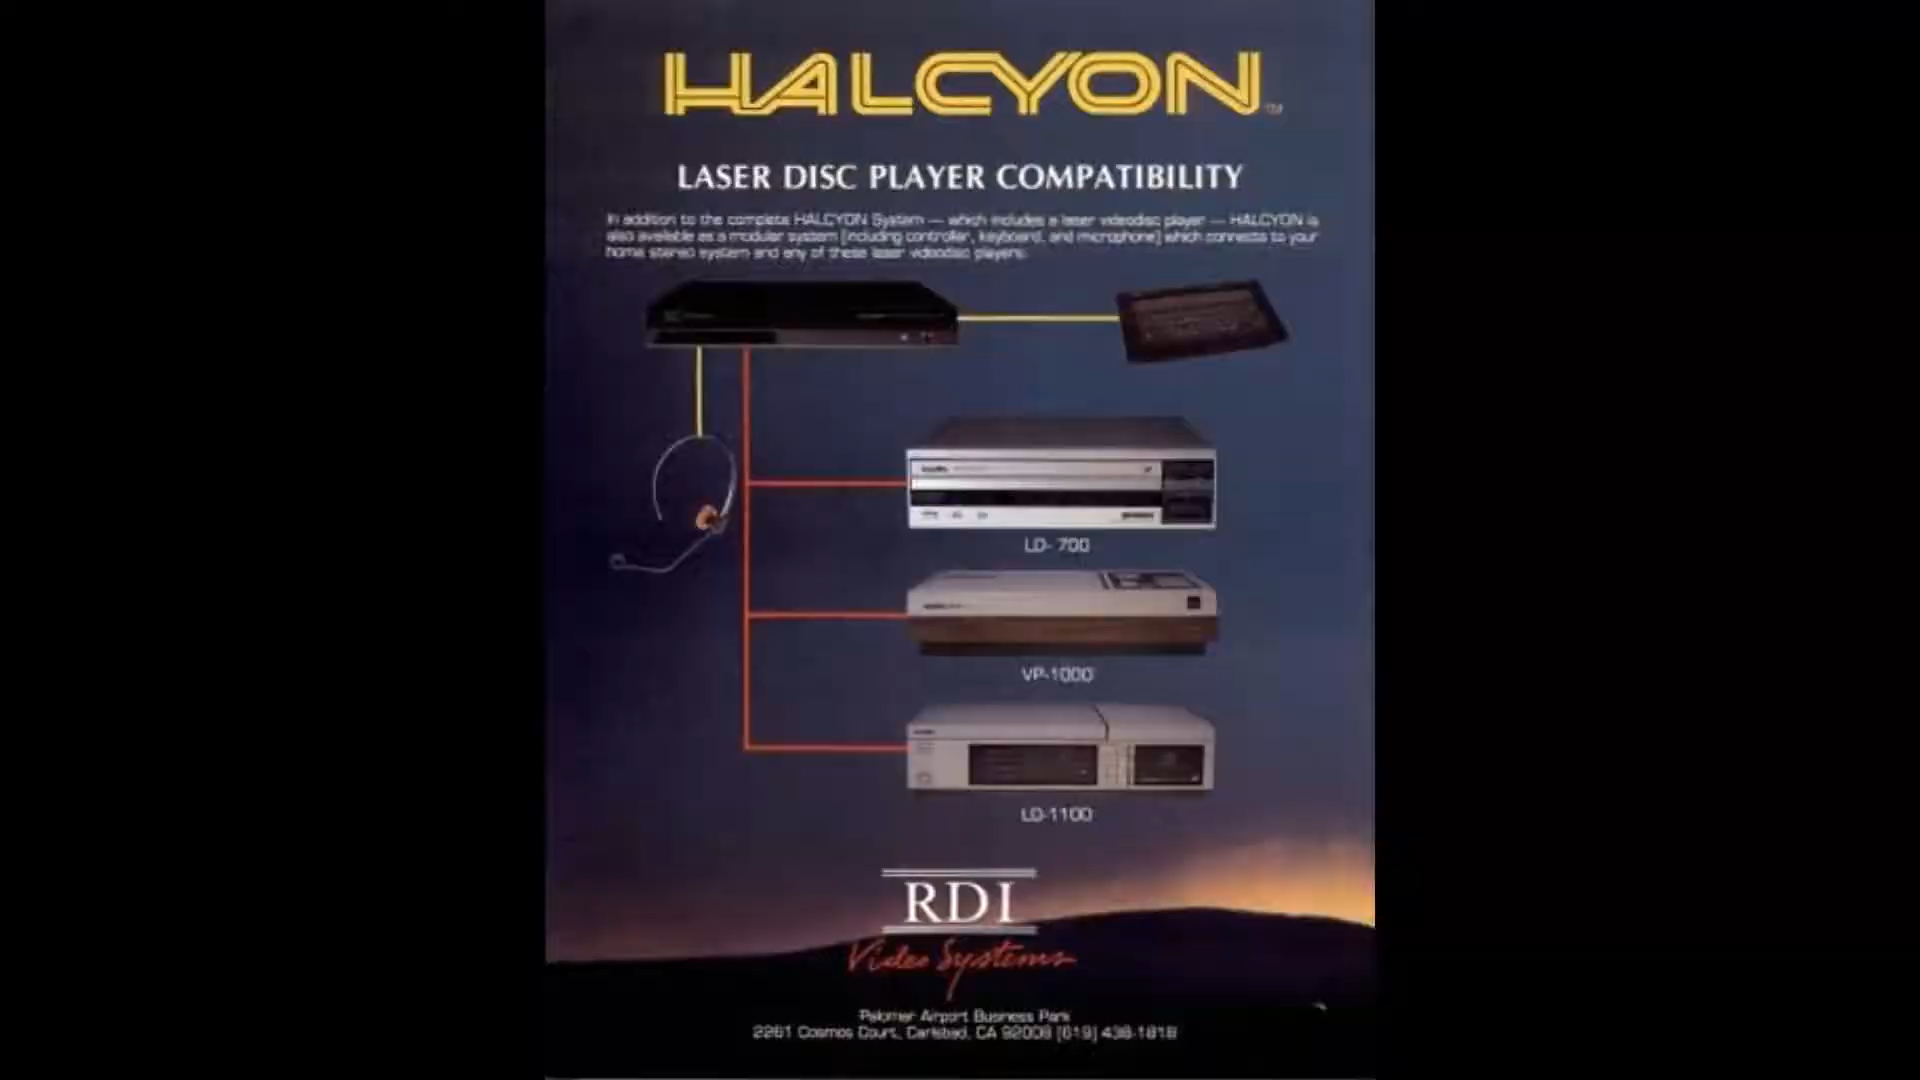 HALCYON TM
LASER DISC PLAYER COMPATIBILITY
In addition to the complete HALCYON System — which includes a laser videodisc player — HALCYON is
also available as a modular system [including controller, keyboard, and microphone] which connects to your
home stereo system and any of these laser videodisc players.
LD-700
VP-1000
LD-1100
RDI
Video Systems
Palomar Airport Business Park
2261 Cosmos Court, Carlsbad, CA 92008 [619] 438-1818